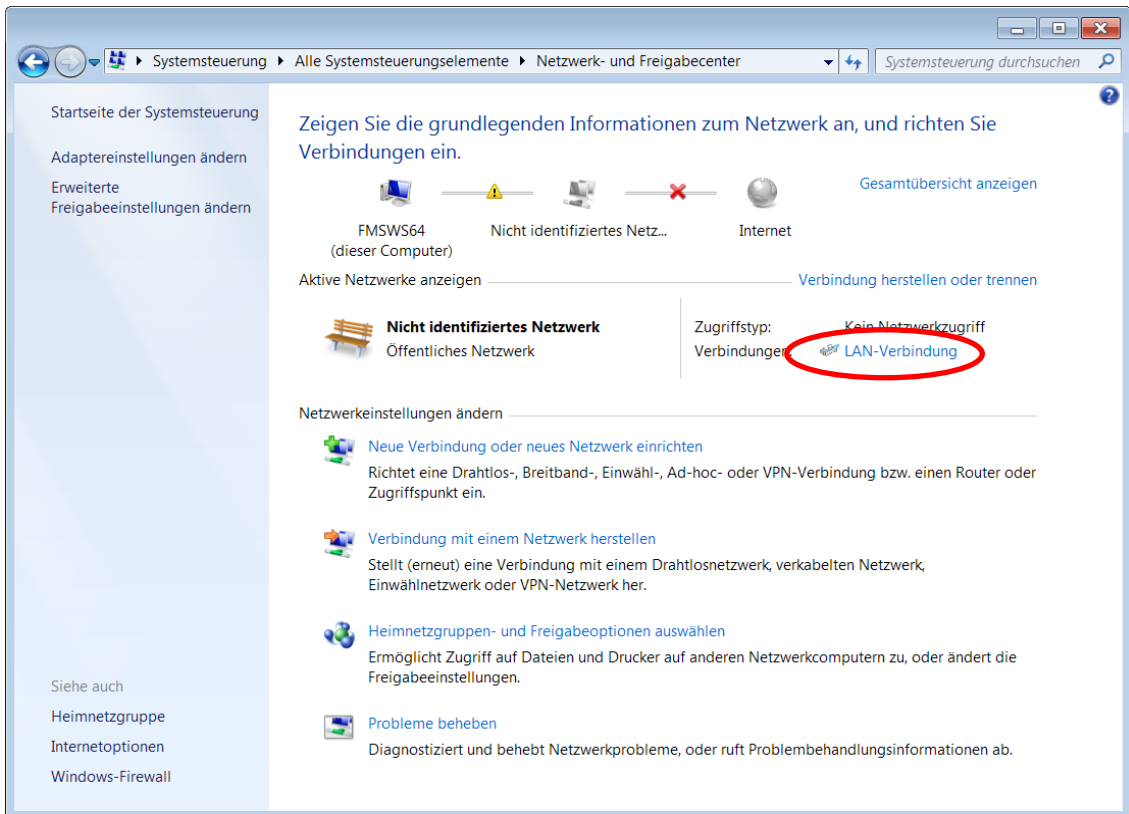 Systemsteuerung Alle Systemsteuerungselemente Netzwerk- und Freigabecenter
Systemsteuerung durchsuchen
Startseite der Systemsteuerung
Adaptereinstellungen ändern
Erweiterte
Freigabeeinstellungen ändern
Zeigen Sie die grundlegenden Informationen zum Netzwerk an, und richten Sie
Verbindungen ein.
Gesamtübersicht anzeigen
FMSWS64
(dieser Computer)
Nicht identifiziertes Netz...
Internet
Aktive Netzwerke anzeigen
Verbindung herstellen oder trennen
Nicht identifiziertes Netzwerk
Öffentliches Netzwerk
Zugriffstyp: Kein Netzwerkzugriff
Verbindungen: LAN-Verbindung
Netzwerkeinstellungen ändern
Neue Verbindung oder neues Netzwerk einrichten
Richtet eine Drahtlos-, Breitband-, Einwähl-, Ad-hoc- oder VPN-Verbindung bzw. einen Router oder
Zugriffspunkt ein.
Verbindung mit einem Netzwerk herstellen
Stellt (erneut) eine Verbindung mit einem Drahtlosnetzwerk, verkabelten Netzwerk,
Einwählnetzwerk oder VPN-Netzwerk her.
Heimnetzgruppen- und Freigabeoptionen auswählen
Ermöglicht Zugriff auf Dateien und Drucker auf anderen Netzwerkcomputern zu, oder ändert die
Freigabeeinstellungen.
Probleme beheben
Diagnostiziert und behebt Netzwerkprobleme, oder ruft Problembehandlungsinformationen ab.
Siehe auch
Heimnetzgruppe
Internetoptionen
Windows-Firewall